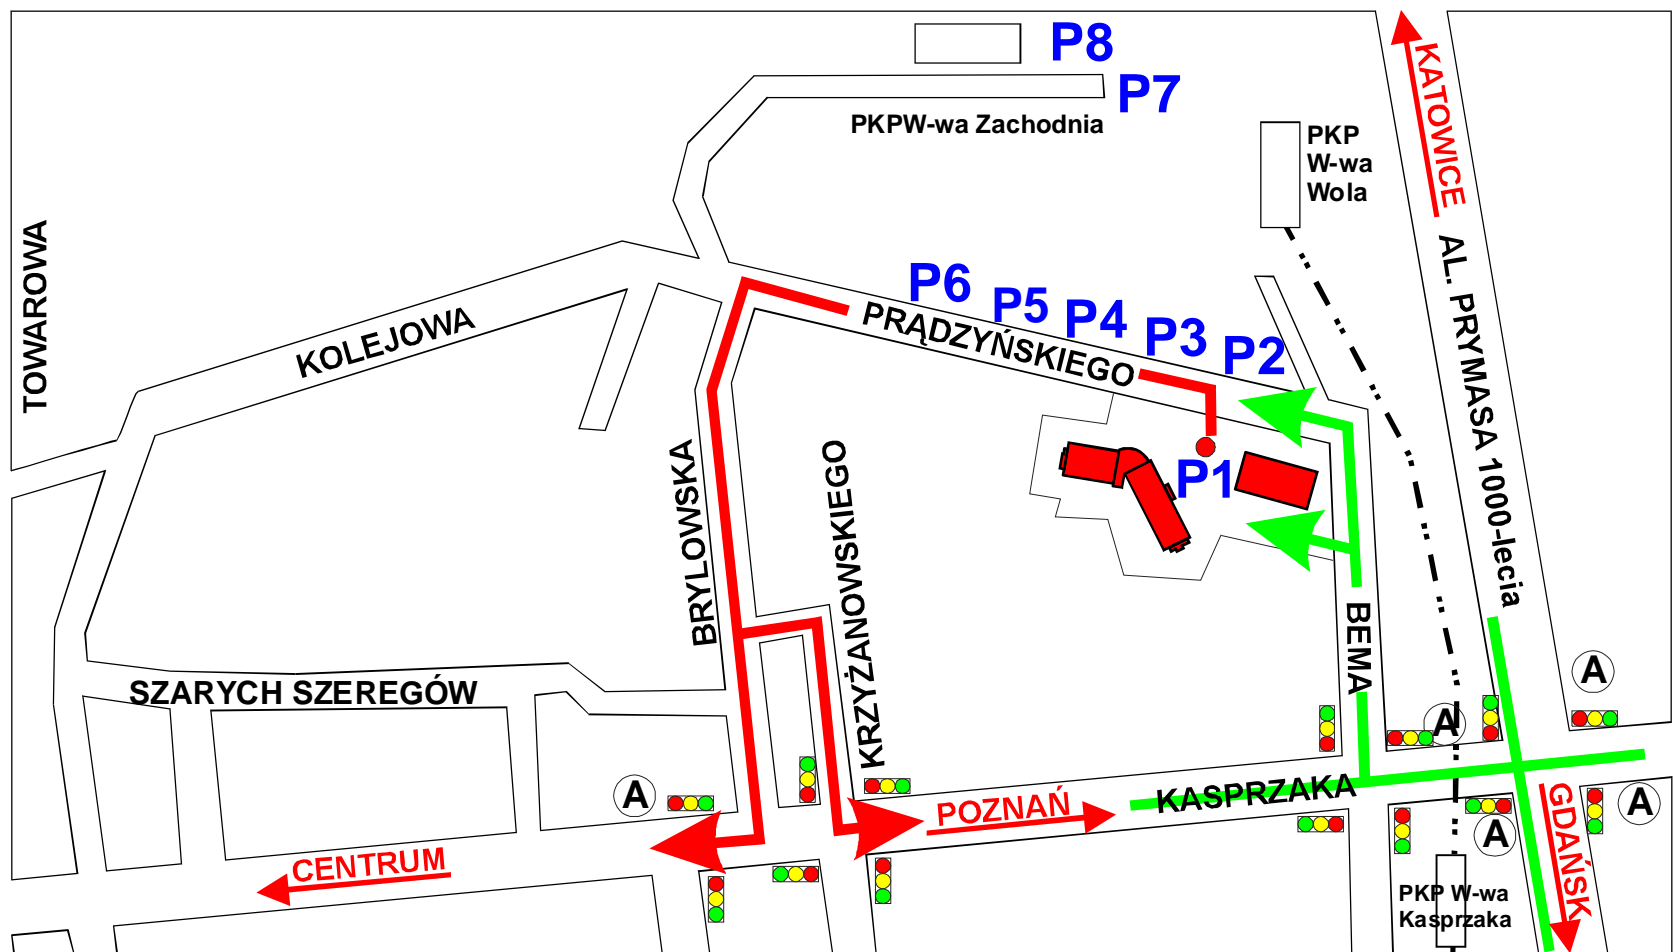 P8
P7
PKPW-wa Zachodnia
PKP
W-wa
Wola
KATOWICE
AL. PRYMASA 1000-lecia
TOWAROWA
KOLEJOWA
P6
P5
P4
P3
P2
PRĄDZYŃSKIEGO
P1
BRYLOWSKA
KRZYŻANOWSKIEGO
BEMA
SZARYCH SZEREGÓW
A
A
A
A
A
KASPRZAKA
POZNAŃ
CENTRUM
GDAŃSK
PKP W-wa
Kasprzaka